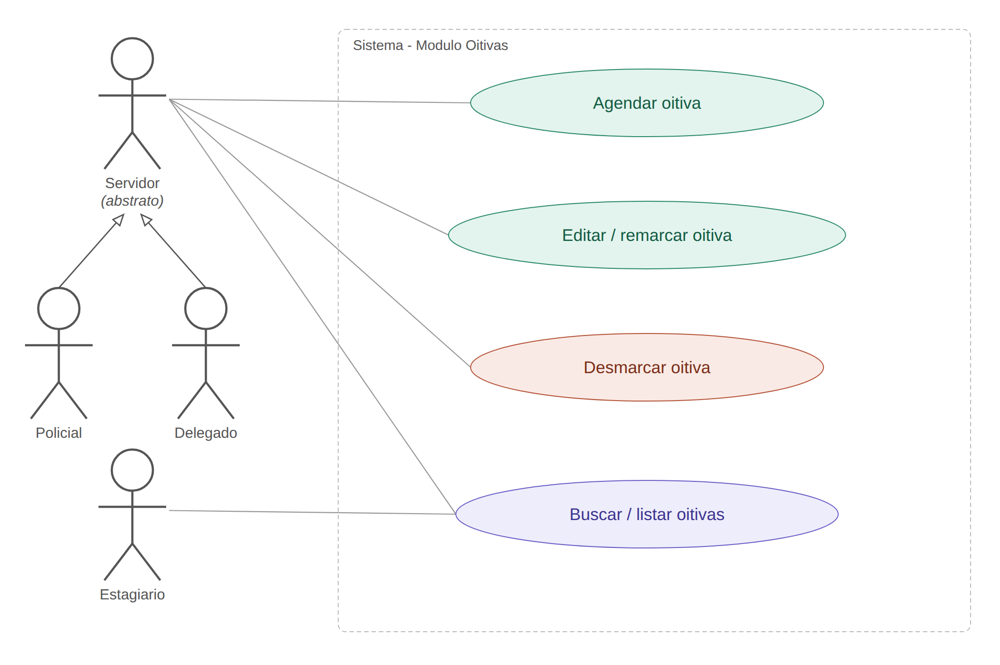 Sistema - Modulo Oitivas
Agendar oitiva
Servidor
(abstrato)
Editar / remarcar oitiva
Desmarcar oitiva
Policial
Delegado
Buscar / listar oitivas
Estagiario